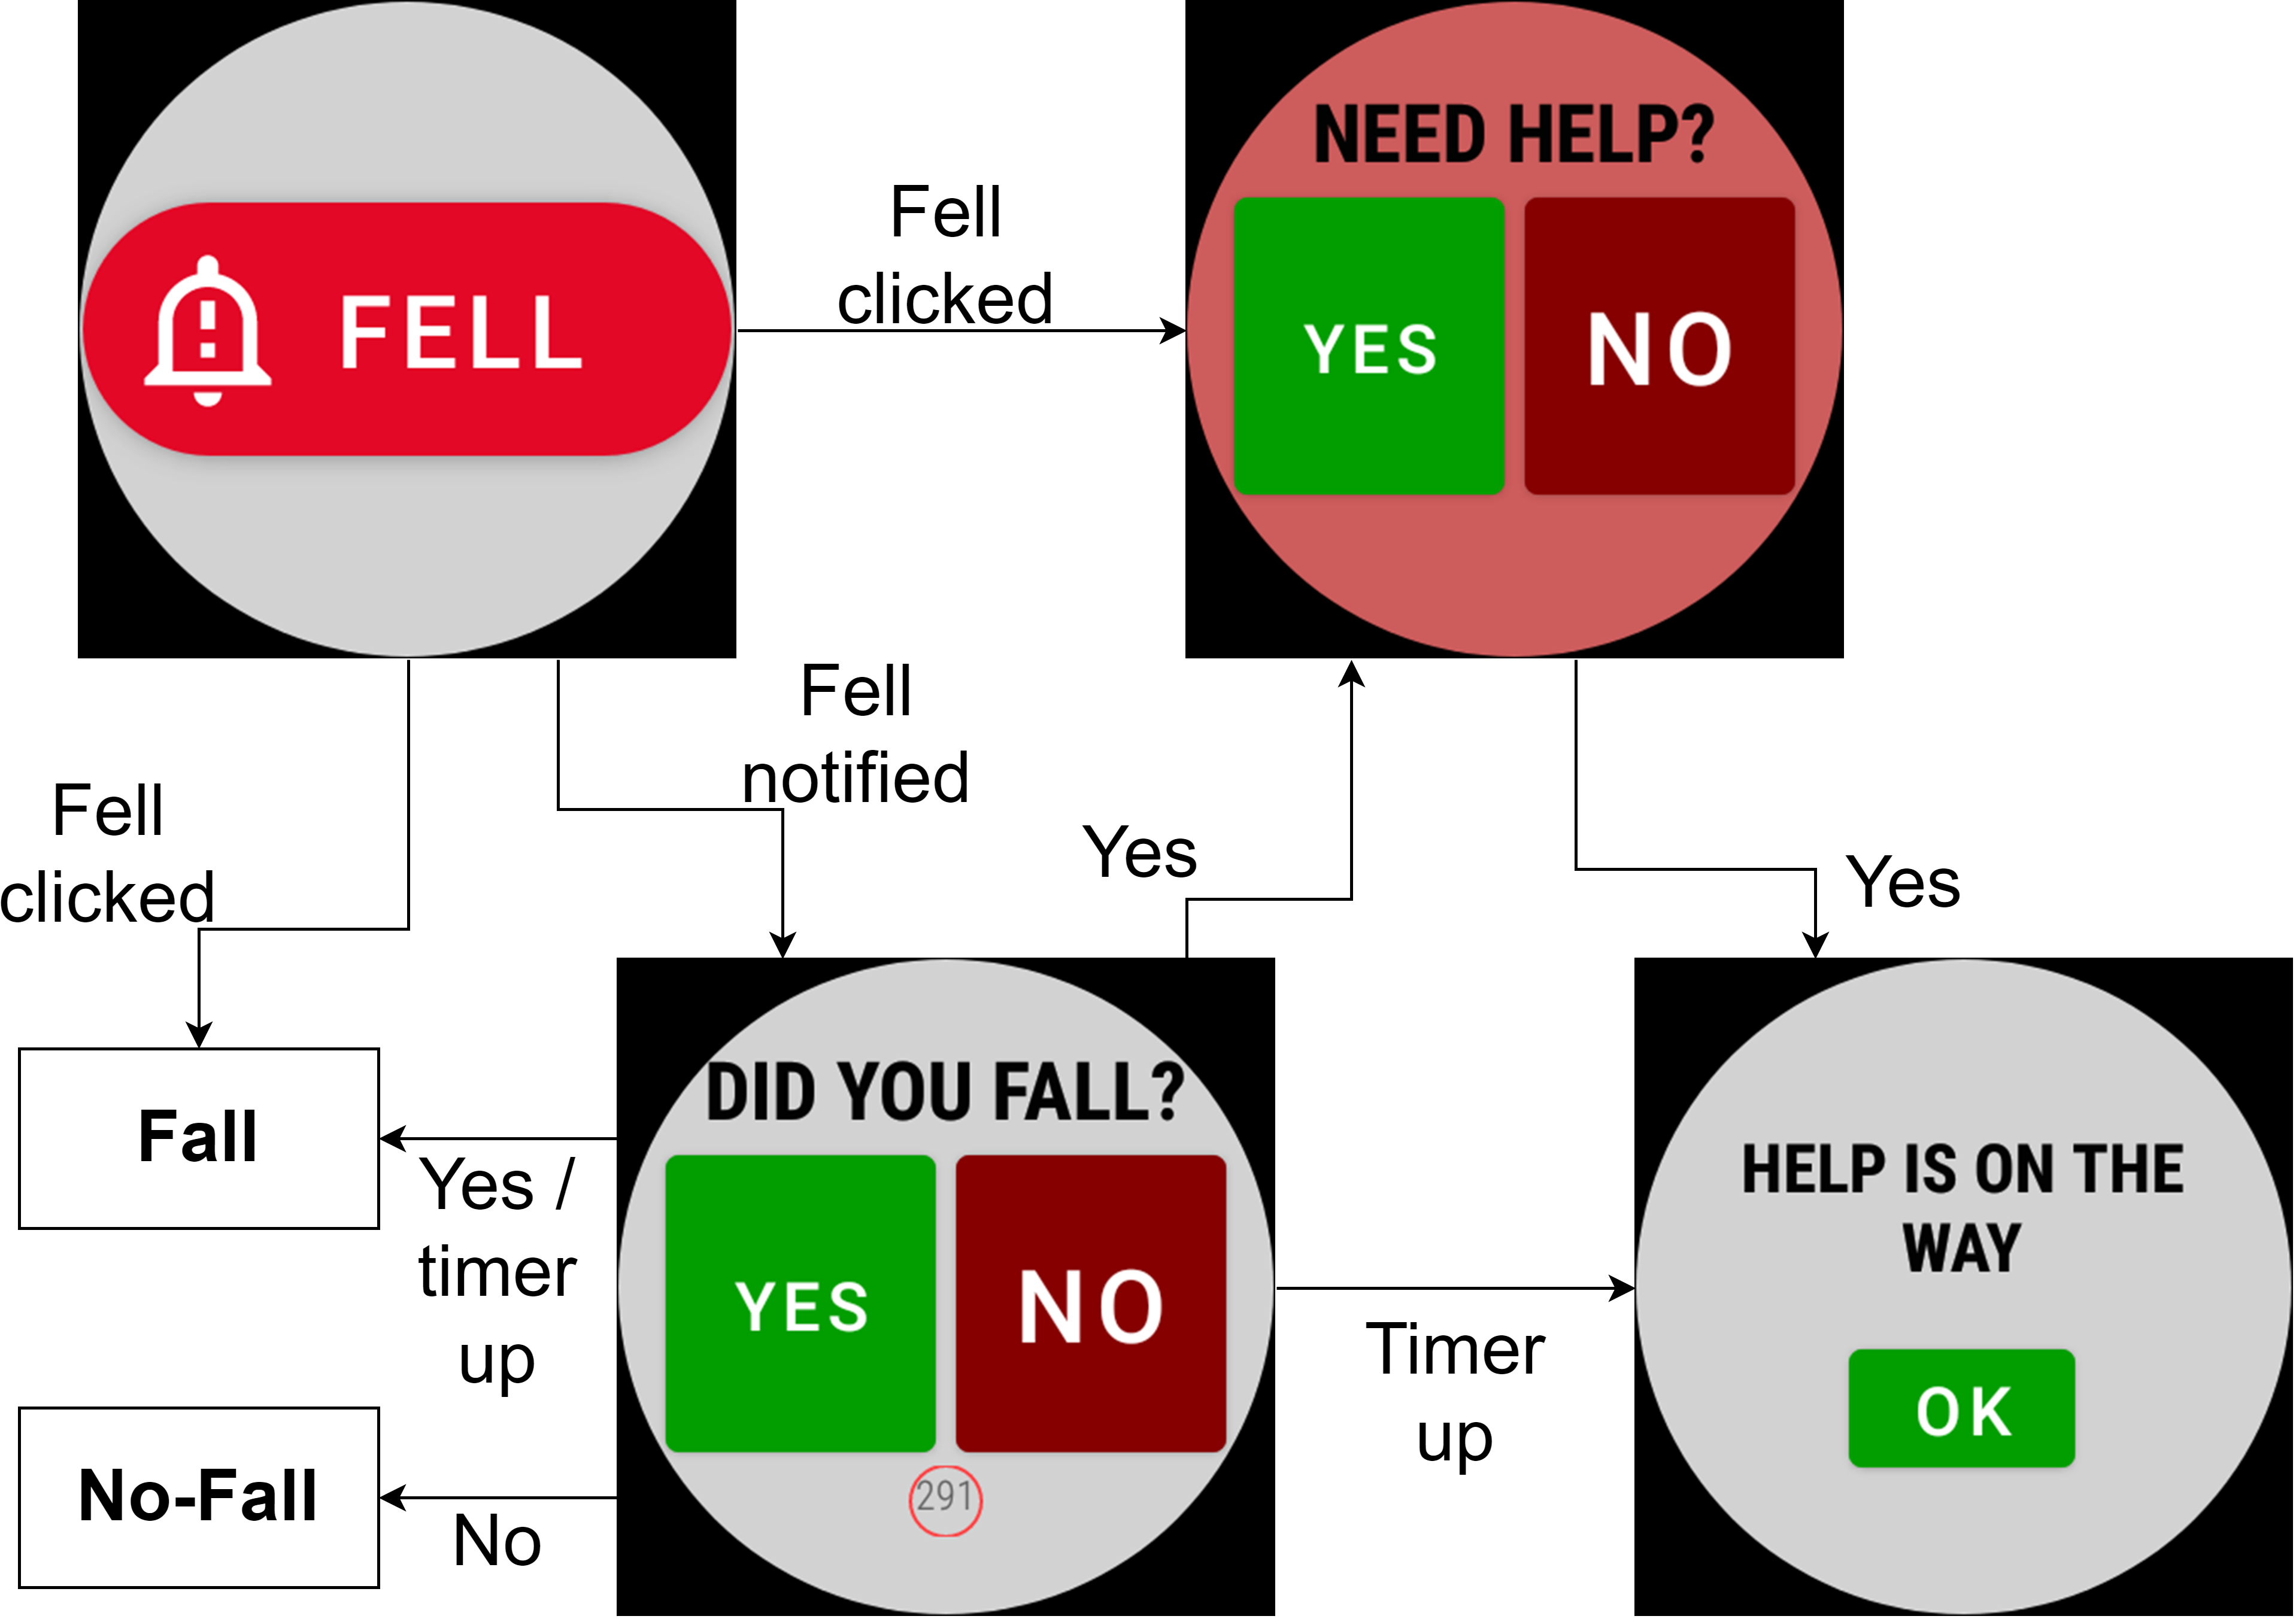 FELL
Fell
clicked
NEED HELP?
YES
NO
Fell
notified
Fell
clicked
Yes
Yes
Fall
Yes /
timer
up
No-Fall
No
DID YOU FALL?
YES
NO
291
Timer
up
HELP IS ON THE
WAY
OK